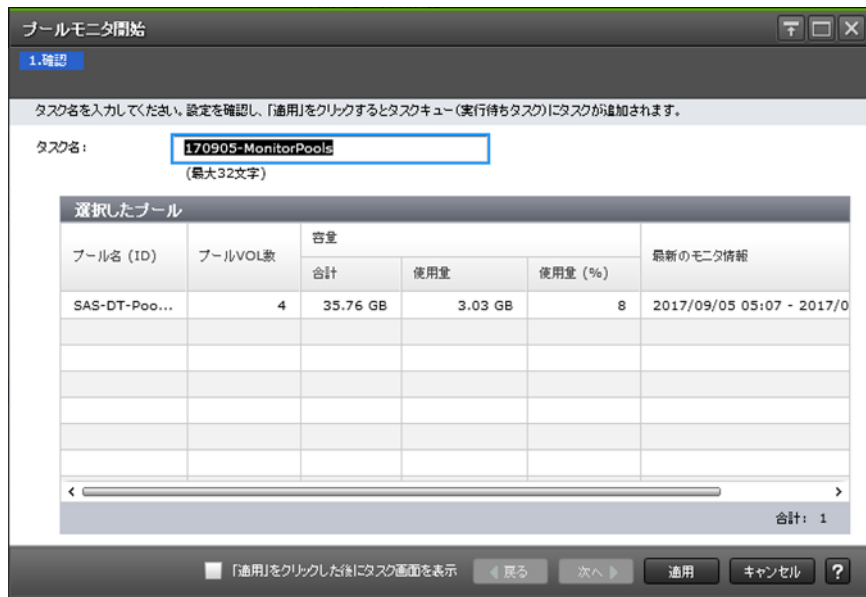 プールモニタ開始
1.確認
タスク名を入力してください。設定を確認し、「適用」をクリックするとタスクキュー(実行待ちタスク)にタスクが追加されます。
タスク名:
170905-MonitorPools
(最大32文字)
選択したプール
プール名 (ID)
プールVOL数
容量
合計
使用量
使用量 (%)
最新のモニタ情報
SAS-DT-Poo... 4 35.76 GB 3.03 GB 8 2017/09/05 05:07 - 2017/0
合計: 1
「適用」をクリックした後にタスク画面を表示
戻る
次へ
適用
キャンセル
?